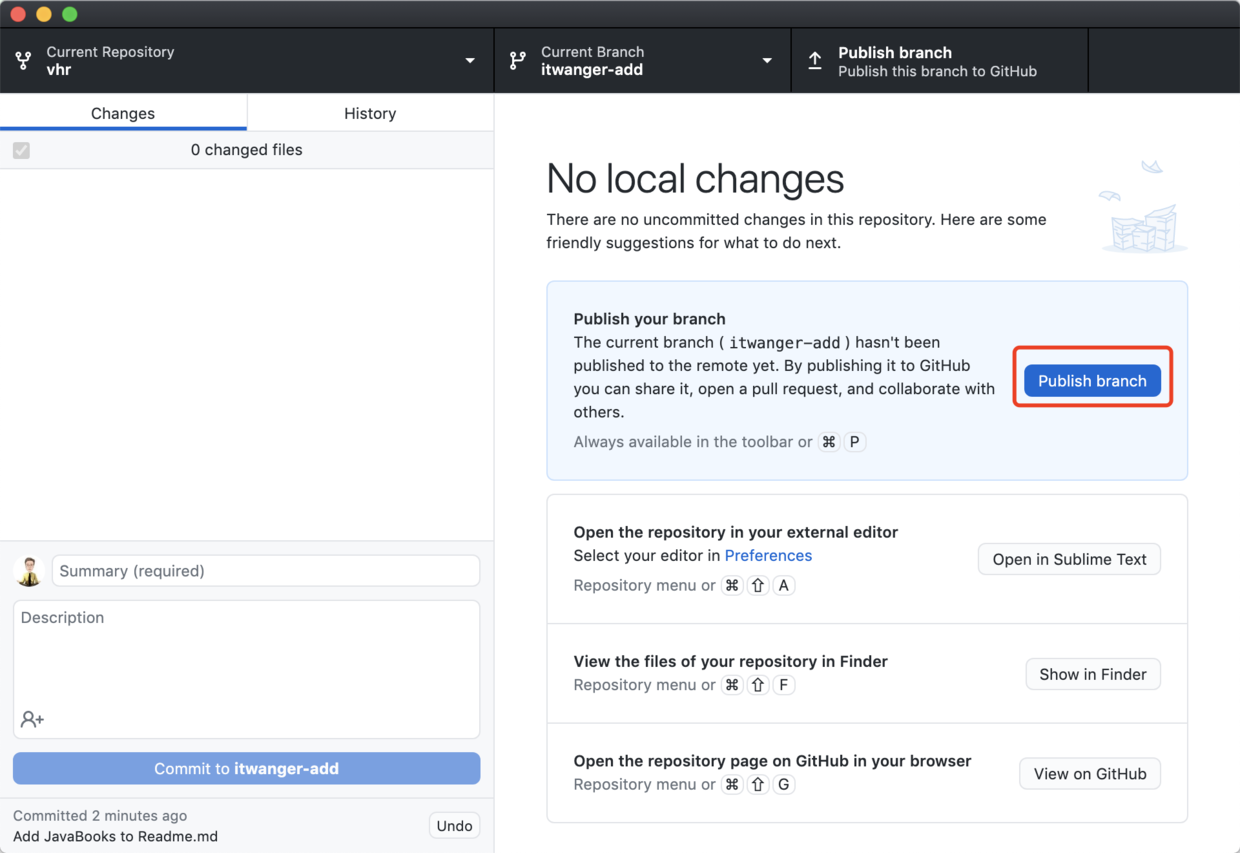 Current Repository
vhr
Current Branch
itwanger-add
Publish branch
Publish this branch to GitHub
Changes
History
0 changed files
No local changes
There are no uncommitted changes in this repository. Here are some
friendly suggestions for what to do next.
Publish your branch
The current branch ( itwanger-add ) hasn't been
published to the remote yet. By publishing it to GitHub
you can share it, open a pull request, and collaborate with
others.
Always available in the toolbar or ⌘ P
Publish branch
Open the repository in your external editor
Select your editor in Preferences
Repository menu or ⌘ ⇧ A
Open in Sublime Text
View the files of your repository in Finder
Repository menu or ⌘ ⇧ F
Show in Finder
Open the repository page on GitHub in your browser
Repository menu or ⌘ ⇧ G
View on GitHub
Summary (required)
Description
Commit to itwanger-add
Committed 2 minutes ago
Add JavaBooks to Readme.md
Undo